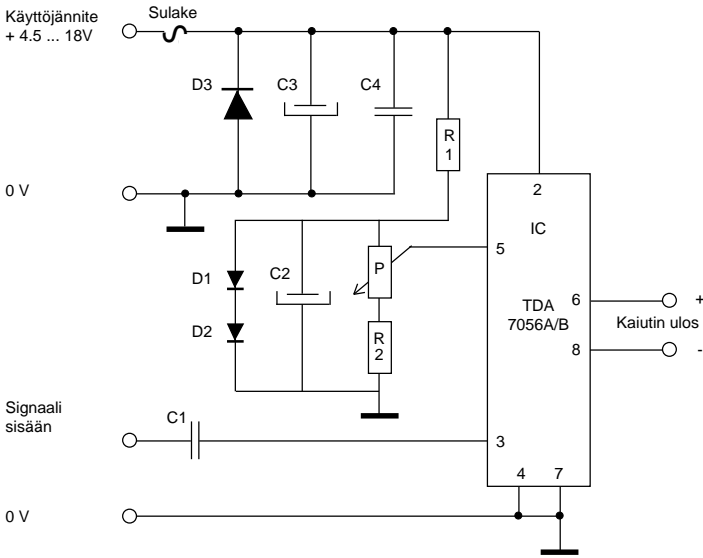 Käyttöjännite
+ 4.5 ... 18V
Sulake
D3
C3
C4
R
1
0 V
2
IC
5
D1
C2
P
D2
R
2
TDA
7056A/B
6
+
Kaiutin ulos
8
-
Signaali
sisään
C1
3
4
7
0 V